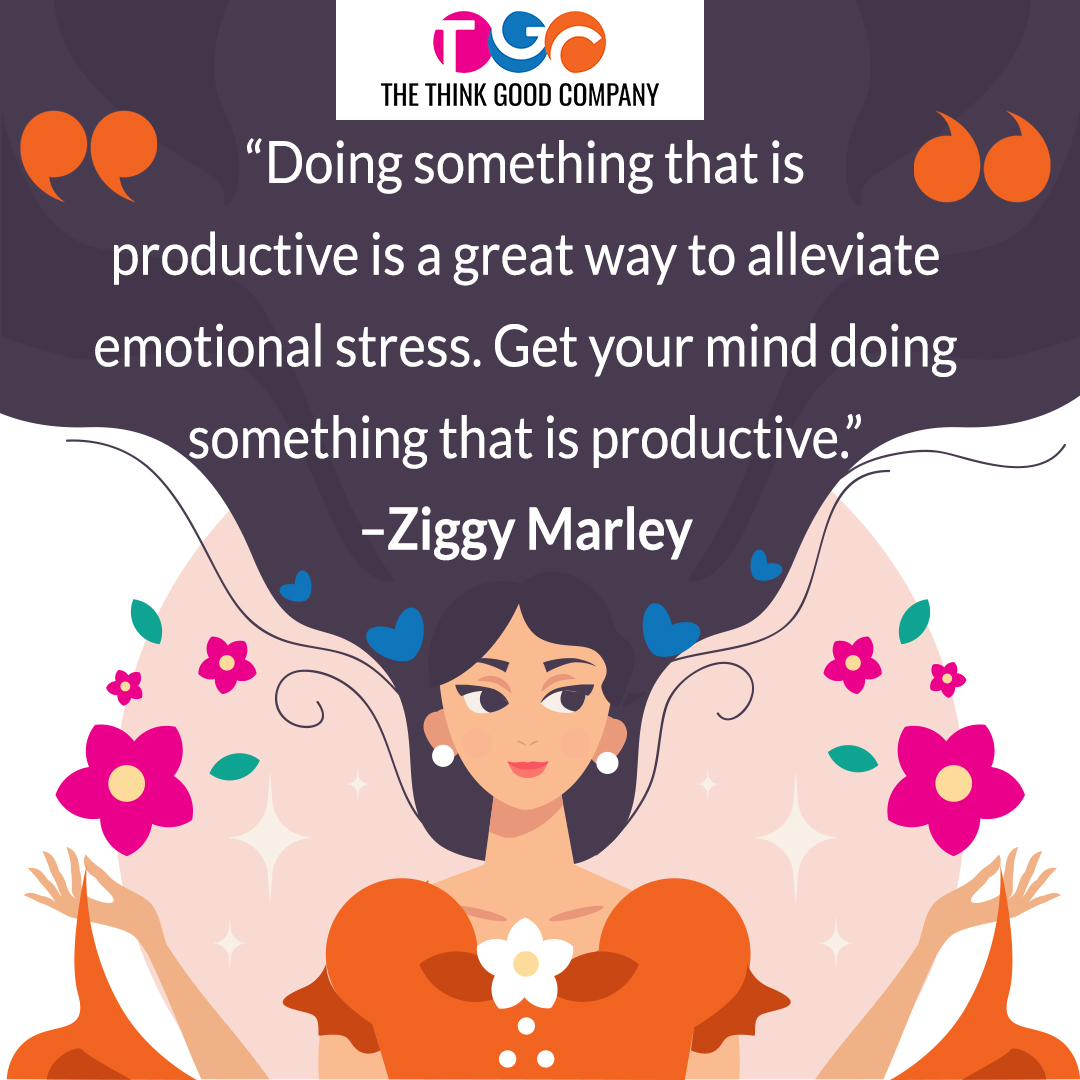 TGC
THE THINK GOOD COMPANY
“Doing something that is
productive is a great way to alleviate
emotional stress. Get your mind doing
something that is productive.”
–Ziggy Marley